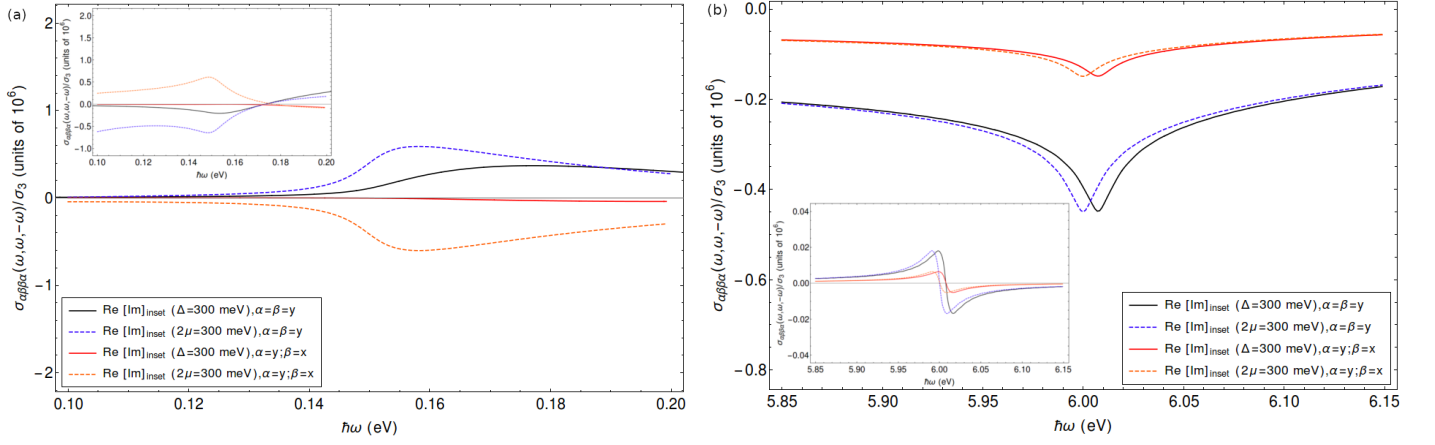 (a)
σαββα(ω,ω,-ω)/σ3 (units of 10^6)
2
1
0
-1
-2
σαββα(ω,ω,-ω)/σ3 (units of 10^6)
1.0
0.5
0.0
-0.5
-1.0
0.10 0.12 0.14 0.16 0.18 0.20
ℏω (eV)
Re [Im]inset (Δ=300 meV),α=β=y
Re [Im]inset (2μ=300 meV),α=β=y
Re [Im]inset (Δ=300 meV),α=y;β=x
Re [Im]inset (2μ=300 meV),α=y;β=x
0.10 0.12 0.14 0.16 0.18 0.20
ℏω (eV)
(b)
σαββα(ω,ω,-ω)/σ3 (units of 10^6)
0.0
-0.2
-0.4
-0.6
-0.8
σαββα(ω,ω,-ω)/σ3 (units of 10^6)
0.04
0.02
0.00
-0.02
-0.04
5.85 5.90 5.95 6.00 6.05 6.10 6.15
ℏω (eV)
Re [Im]inset (Δ=300 meV),α=β=y
Re [Im]inset (2μ=300 meV),α=β=y
Re [Im]inset (Δ=300 meV),α=y;β=x
Re [Im]inset (2μ=300 meV),α=y;β=x
5.85 5.90 5.95 6.00 6.05 6.10 6.15
ℏω (eV)